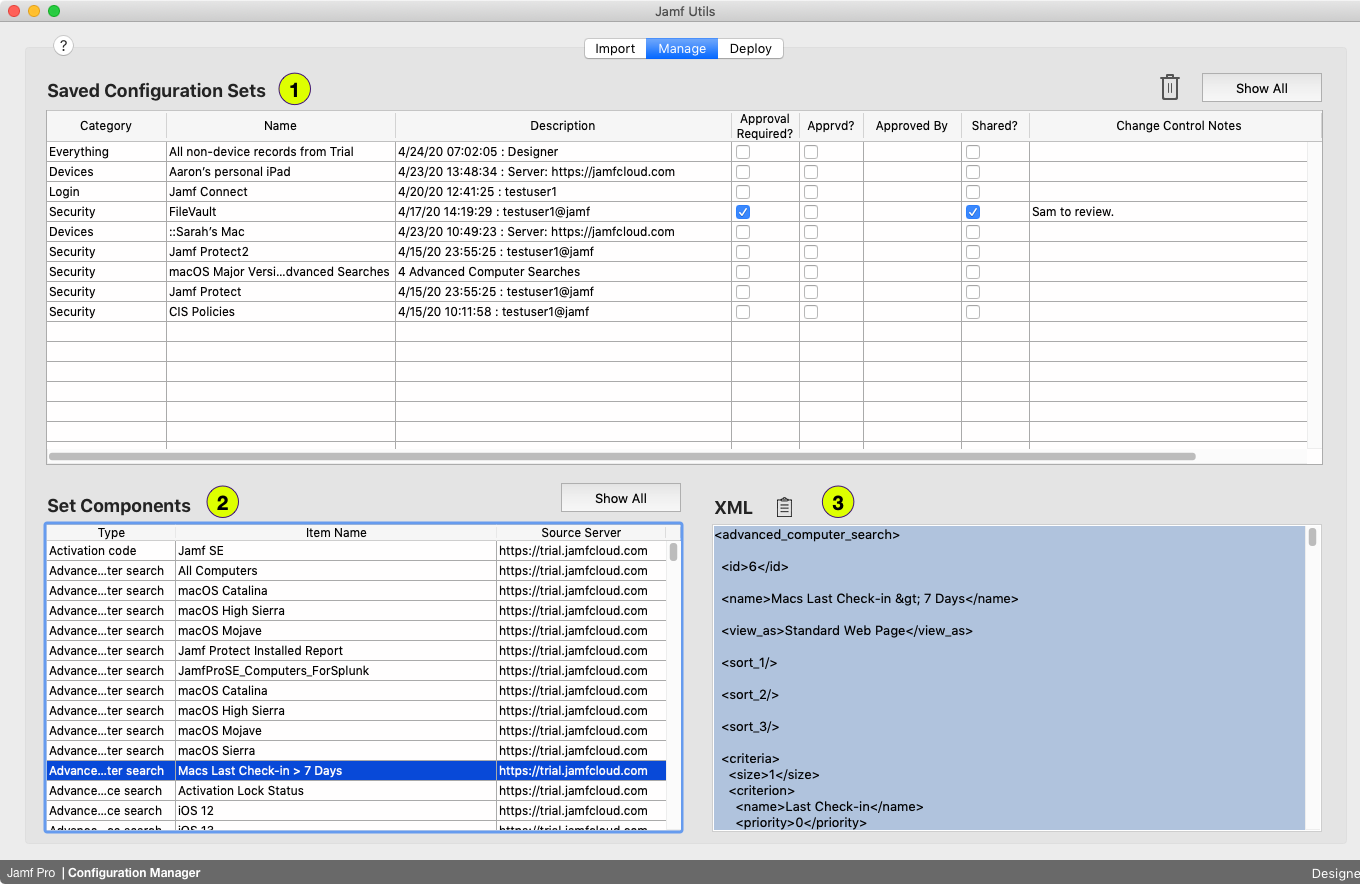 Jamf Utils
?
Import Manage Deploy
Saved Configuration Sets 1
Show All
Category Name Description Approval Required? Apprvd? Approved By Shared? Change Control Notes
Everything All non-device records from Trial 4/24/20 07:02:05 : Designer
Devices Aaron's personal iPad 4/23/20 13:48:34 : Server: https://jamfcloud.com
Login Jamf Connect 4/20/20 12:41:25 : testuser1
Security FileVault 4/17/20 14:19:29 : testuser1@jamf Sam to review.
Devices ::Sarah's Mac 4/23/20 10:49:23 : Server: https://jamfcloud.com
Security Jamf Protect2 4/15/20 23:55:25 : testuser1@jamf
Security macOS Major Versi...dvanced Searches 4 Advanced Computer Searches
Security Jamf Protect 4/15/20 23:55:25 : testuser1@jamf
Security CIS Policies 4/15/20 10:11:58 : testuser1@jamf
Set Components 2
Show All
Type Item Name Source Server
Activation code Jamf SE https://trial.jamfcloud.com
Advance...ter search All Computers https://trial.jamfcloud.com
Advance...ter search macOS Catalina https://trial.jamfcloud.com
Advance...ter search macOS High Sierra https://trial.jamfcloud.com
Advance...ter search macOS Mojave https://trial.jamfcloud.com
Advance...ter search Jamf Protect Installed Report https://trial.jamfcloud.com
Advance...ter search JamfProSE_Computers_ForSplunk https://trial.jamfcloud.com
Advance...ter search macOS Catalina https://trial.jamfcloud.com
Advance...ter search macOS High Sierra https://trial.jamfcloud.com
Advance...ter search macOS Mojave https://trial.jamfcloud.com
Advance...ter search macOS Sierra https://trial.jamfcloud.com
Advance...ter search Macs Last Check-in > 7 Days https://trial.jamfcloud.com
Advance...ce search Activation Lock Status https://trial.jamfcloud.com
Advance...ce search iOS 12 https://trial.jamfcloud.com
Advance...ce search iOS 13 https://trial.jamfcloud.com
XML 3
<advanced_computer_search>
<id>6</id>
<name>Macs Last Check-in &gt; 7 Days</name>
<view_as>Standard Web Page</view_as>
<sort_1/>
<sort_2/>
<sort_3/>
<criteria>
<size>1</size>
<criterion>
<name>Last Check-in</name>
<priority>0</priority>
Jamf Pro | Configuration Manager
Designe